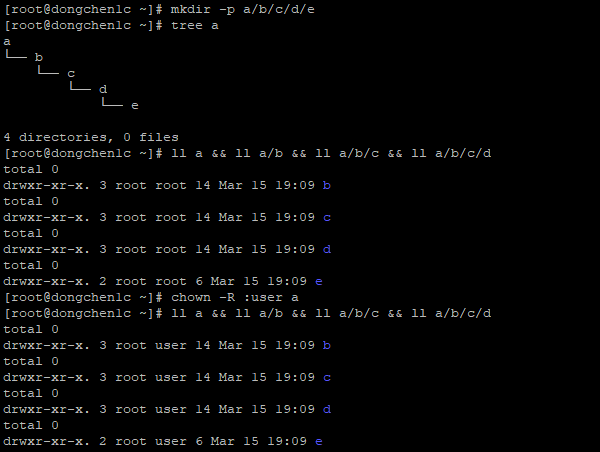 [root@dongchenlc ~]# mkdir -p a/b/c/d/e
[root@dongchenlc ~]# tree a
a
└── b
    └── c
        └── d
            └── e

4 directories, 0 files
[root@dongchenlc ~]# ll a && ll a/b && ll a/b/c && ll a/b/c/d
total 0
drwxr-xr-x. 3 root root 14 Mar 15 19:09 b
total 0
drwxr-xr-x. 3 root root 14 Mar 15 19:09 c
total 0
drwxr-xr-x. 3 root root 14 Mar 15 19:09 d
total 0
drwxr-xr-x. 2 root root 6 Mar 15 19:09 e
[root@dongchenlc ~]# chown -R :user a
[root@dongchenlc ~]# ll a && ll a/b && ll a/b/c && ll a/b/c/d
total 0
drwxr-xr-x. 3 root user 14 Mar 15 19:09 b
total 0
drwxr-xr-x. 3 root user 14 Mar 15 19:09 c
total 0
drwxr-xr-x. 3 root user 14 Mar 15 19:09 d
total 0
drwxr-xr-x. 2 root user 6 Mar 15 19:09 e